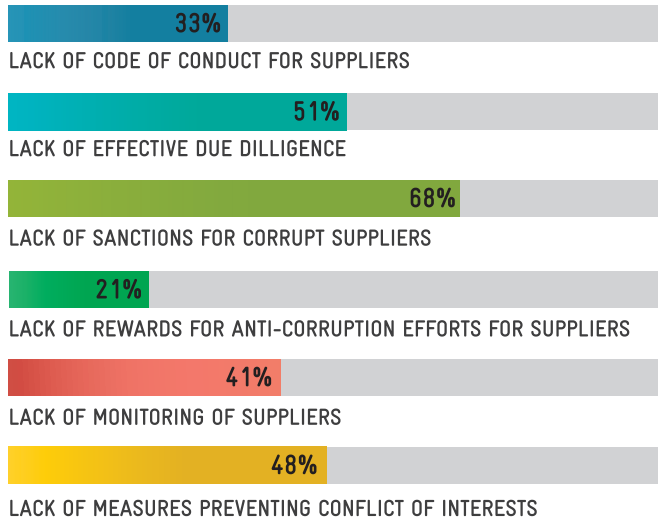 33%
LACK OF CODE OF CONDUCT FOR SUPPLIERS
51%
LACK OF EFFECTIVE DUE DILLIGENCE
68%
LACK OF SANCTIONS FOR CORRUPT SUPPLIERS
21%
LACK OF REWARDS FOR ANTI-CORRUPTION EFFORTS FOR SUPPLIERS
41%
LACK OF MONITORING OF SUPPLIERS
48%
LACK OF MEASURES PREVENTING CONFLICT OF INTERESTS